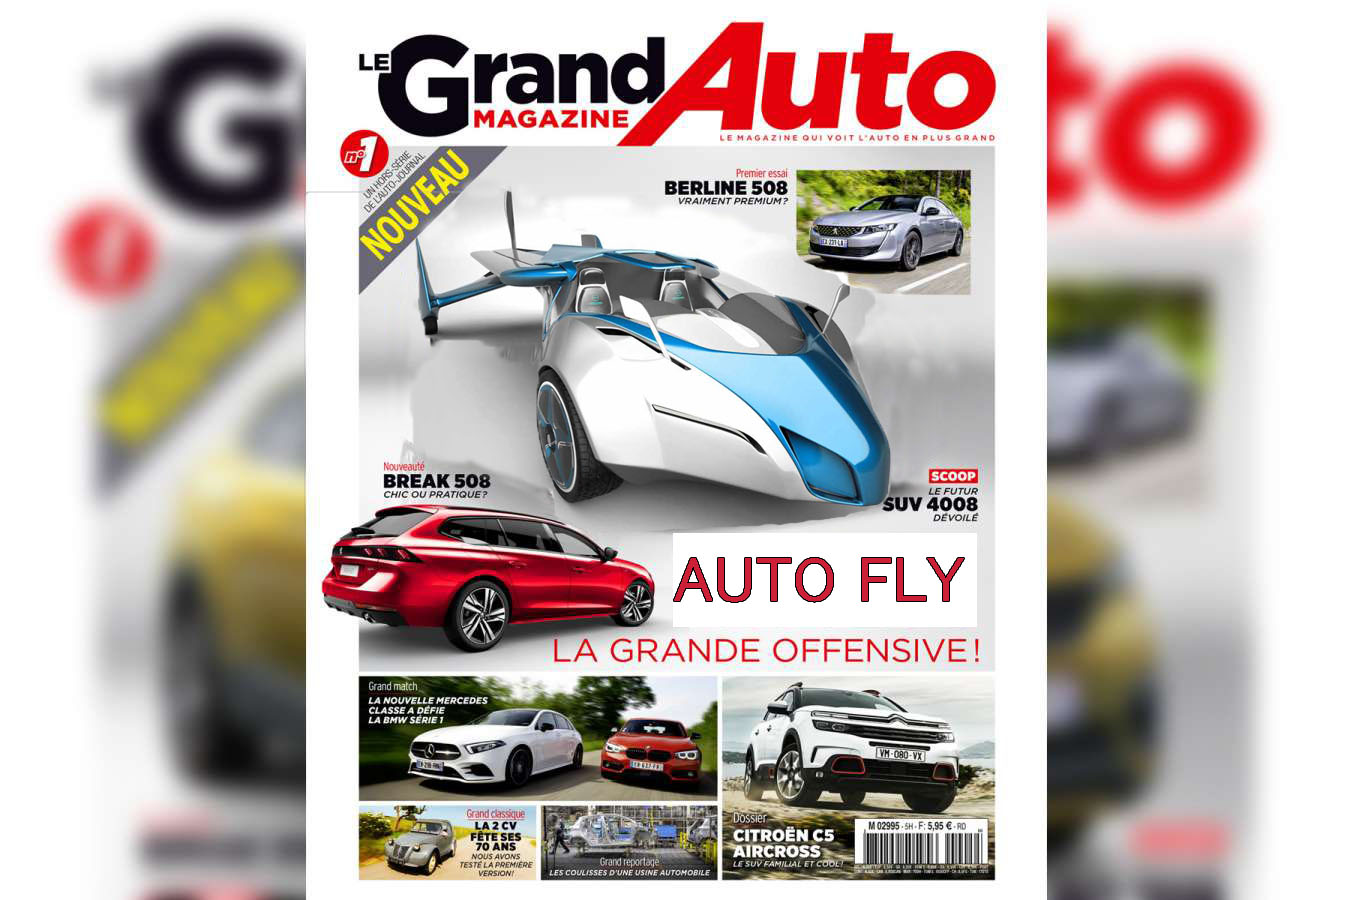 LE Grand Auto
MAGAZINE
LE MAGAZINE QUI VOIT L'AUTO EN PLUS GRAND
n°1
UN HORS-SÉRIE
DE L'AUTO-JOURNAL
NOUVEAU
Premier essai
BERLINE 508
VRAIMENT PREMIUM ?
Nouveauté
BREAK 508
CHIC OU PRATIQUE ?
SCOOP
LE FUTUR
SUV 4008
DÉVOILÉ
AUTO FLY
LA GRANDE OFFENSIVE !
Grand match
LA NOUVELLE MERCEDES
CLASSE A DÉFIE
LA BMW SÉRIE 1
Grand classique
LA 2 CV
FÊTE SES
70 ANS
NOUS AVONS
TESTÉ LA PREMIÈRE
VERSION !
Grand reportage
LES COULISSES D'UNE USINE AUTOMOBILE
VM-080-VX
Dossier
CITROËN C5
AIRCROSS
LE SUV FAMILIAL ET COOL !
M 02995 - 5H - F: 5,95 € - RD